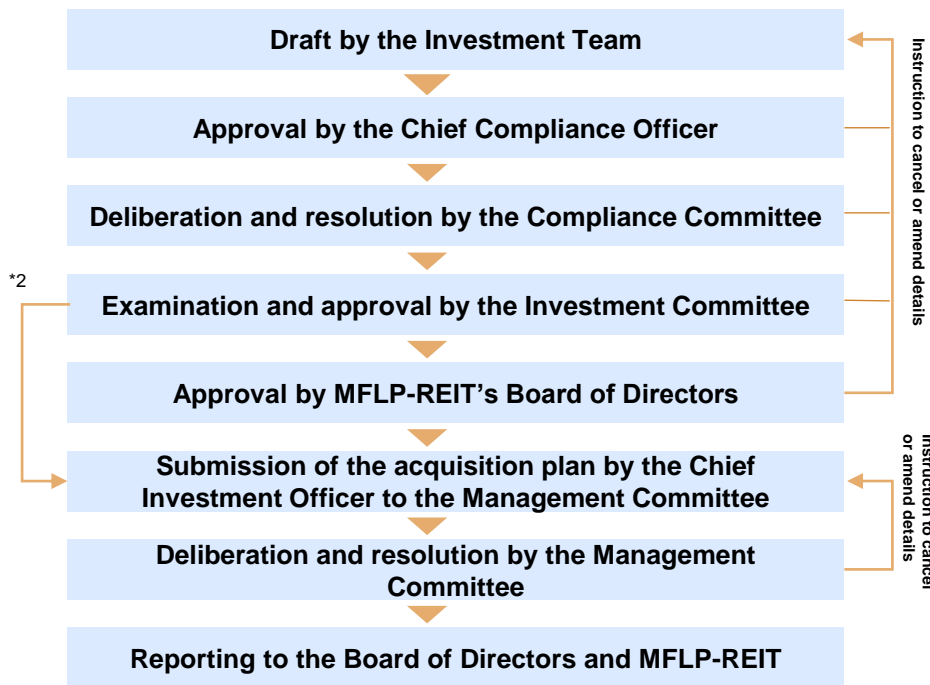 Draft by the Investment Team
Approval by the Chief Compliance Officer
Deliberation and resolution by the Compliance Committee
*2
Examination and approval by the Investment Committee
Approval by MFLP-REIT's Board of Directors
Submission of the acquisition plan by the Chief
Investment Officer to the Management Committee
Deliberation and resolution by the Management
Committee
Reporting to the Board of Directors and MFLP-REIT
Instruction to cancel or amend details
Instruction to cancel
or amend details